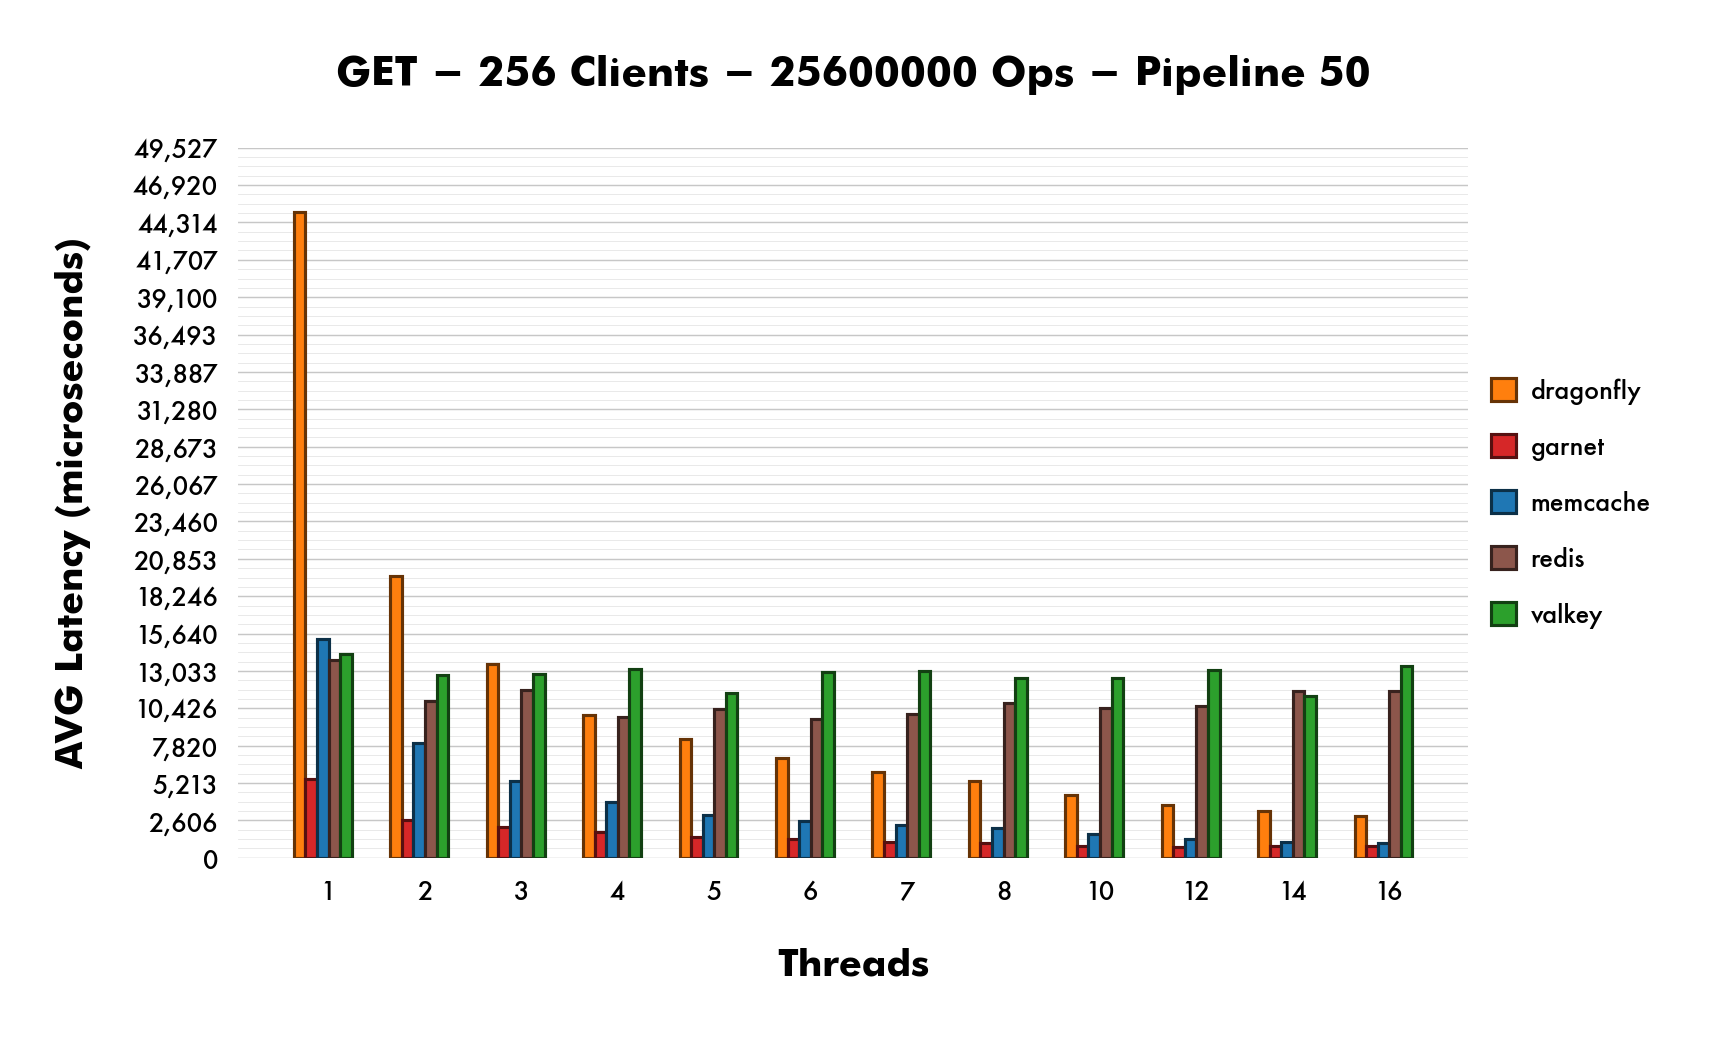 GET – 256 Clients – 25600000 Ops – Pipeline 50
AVG Latency (microseconds)
49,527
46,920
44,314
41,707
39,100
36,493
33,887
31,280
28,673
26,067
23,460
20,853
18,246
15,640
13,033
10,426
7,820
5,213
2,606
0
1 2 3 4 5 6 7 8 10 12 14 16
Threads
dragonfly
garnet
memcache
redis
valkey